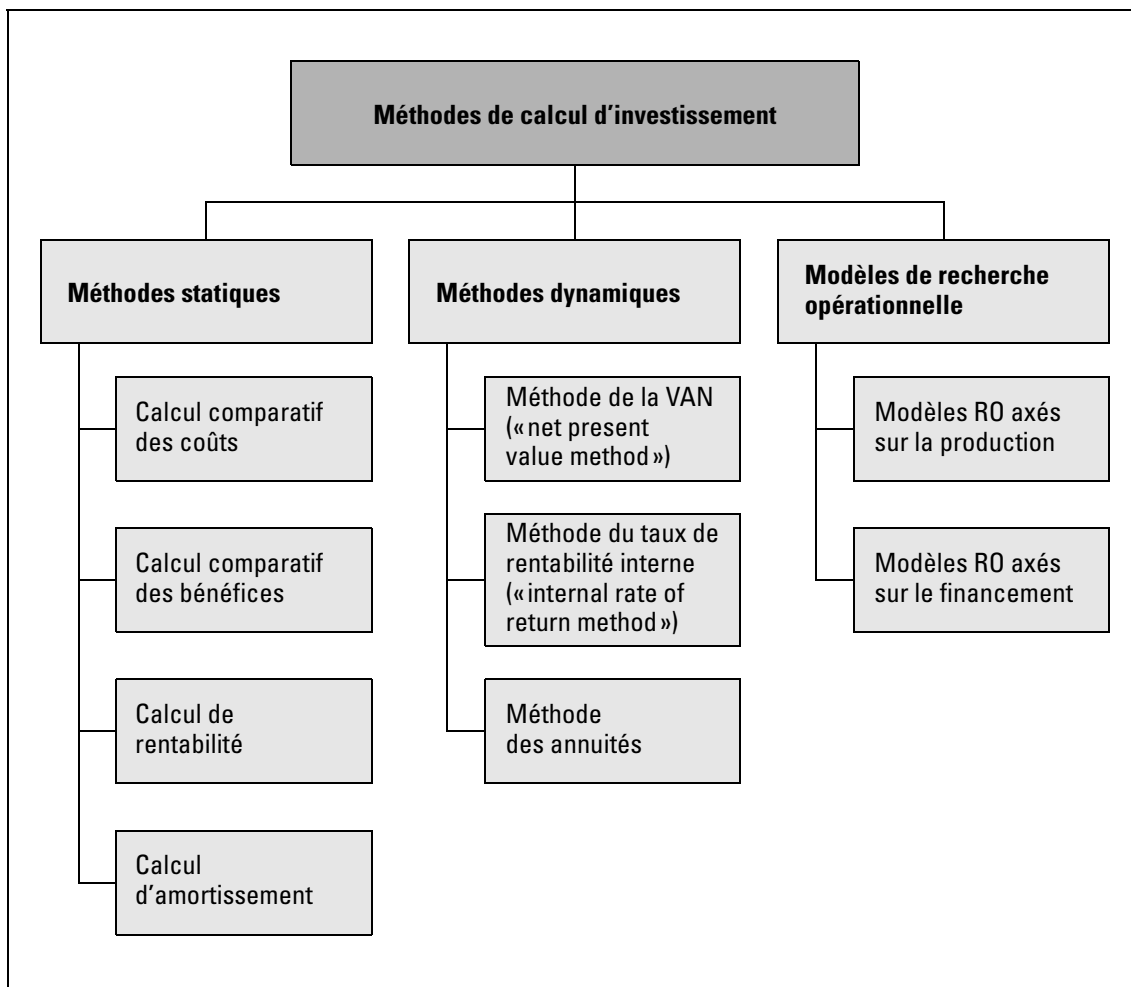 Méthodes de calcul d'investissement
Méthodes statiques
Calcul comparatif
des coûts
Calcul comparatif
des bénéfices
Calcul de
rentabilité
Calcul
d'amortissement
Méthodes dynamiques
Méthode de la VAN
(«net present
value method»)
Méthode du taux de
rentabilité interne
(«internal rate of
return method»)
Méthode
des annuités
Modèles de recherche
opérationnelle
Modèles RO axés
sur la production
Modèles RO axés
sur le financement